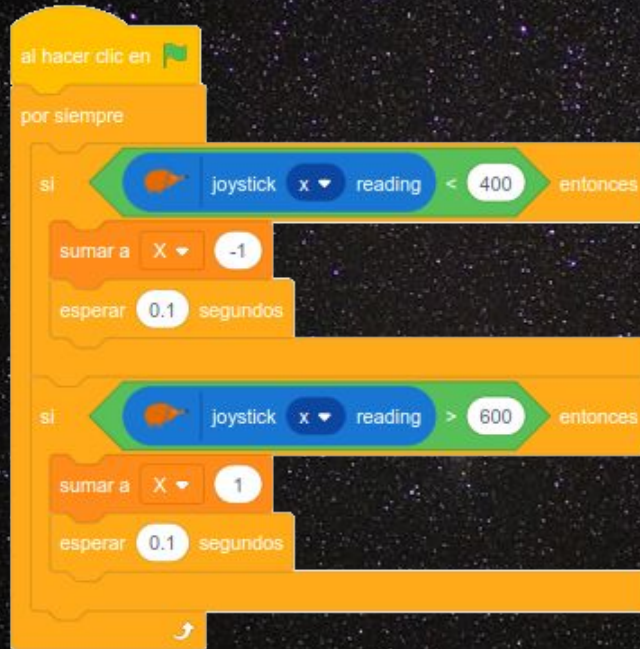 al hacer clic en
por siempre
si joystick x reading < 400 entonces
sumar a X -1
esperar 0.1 segundos
si joystick x reading > 600 entonces
sumar a X 1
esperar 0.1 segundos